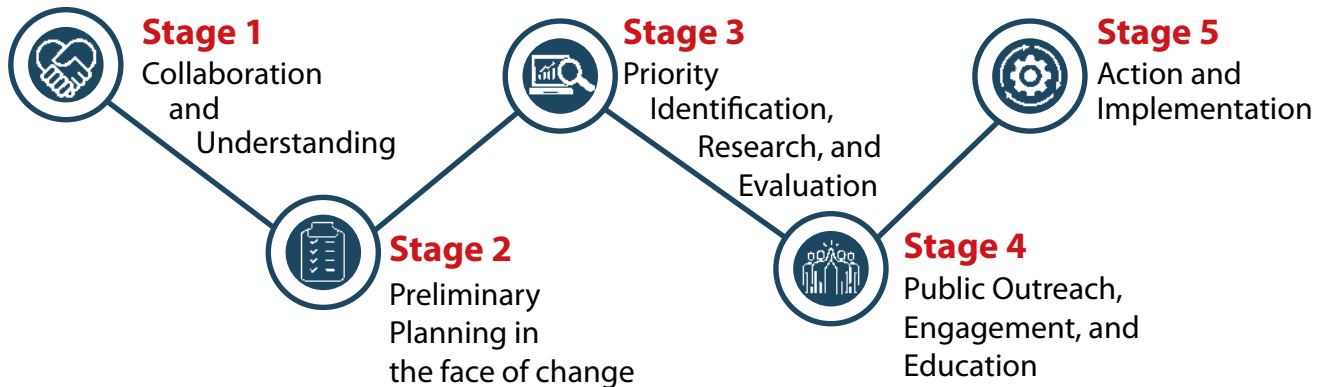 Stage 1
Collaboration
and
Understanding
Stage 2
Preliminary
Planning in
the face of change
Stage 3
Priority
Identification,
Research, and
Evaluation
Stage 4
Public Outreach,
Engagement, and
Education
Stage 5
Action and
Implementation